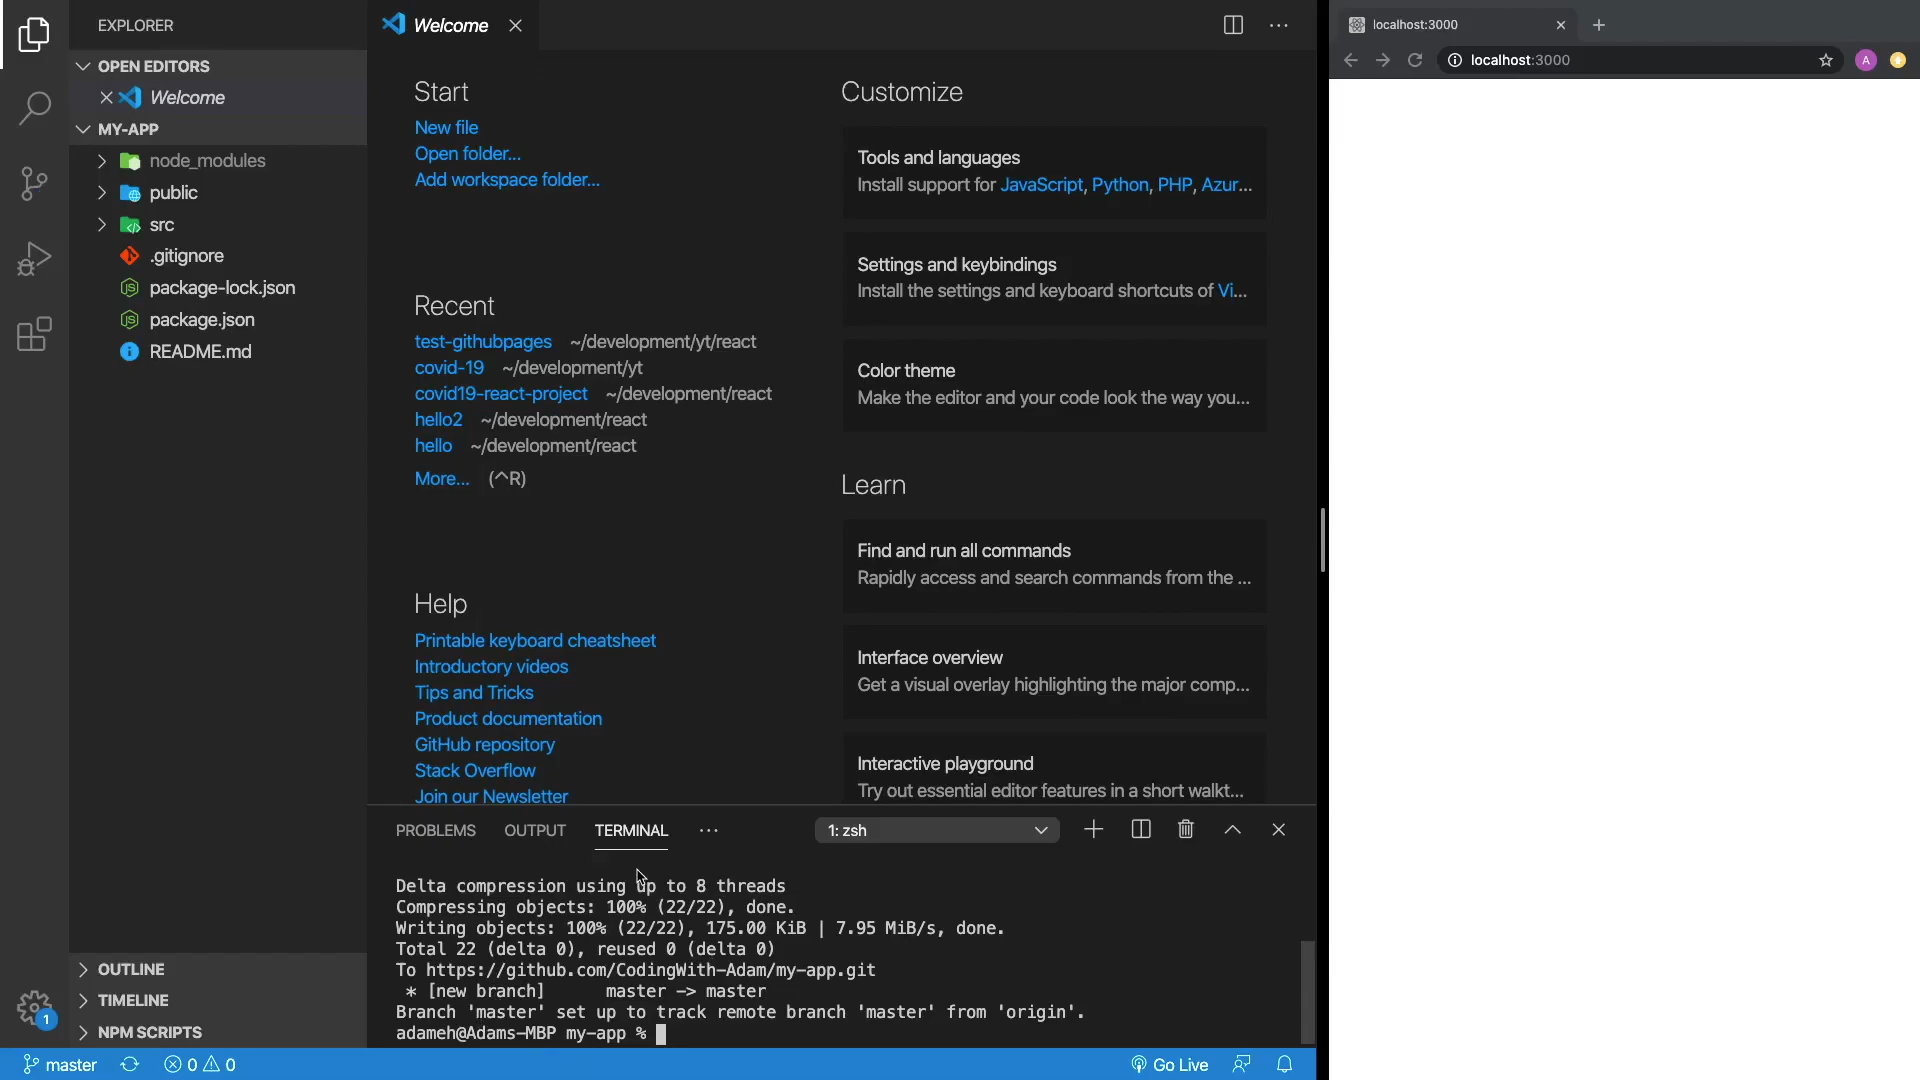 EXPLORER
OPEN EDITORS
Welcome
MY-APP
node_modules
public
src
.gitignore
package-lock.json
package.json
README.md
OUTLINE
TIMELINE
NPM SCRIPTS
1
Welcome
Start
New file
Open folder...
Add workspace folder...
Recent
test-githubpages ~/development/yt/react
covid-19 ~/development/yt
covid19-react-project ~/development/react
hello2 ~/development/react
hello ~/development/react
More... (^R)
Help
Printable keyboard cheatsheet
Introductory videos
Tips and Tricks
Product documentation
GitHub repository
Stack Overflow
Join our Newsletter
Customize
Tools and languages
Install support for JavaScript, Python, PHP, Azur...
Settings and keybindings
Install the settings and keyboard shortcuts of Vi...
Color theme
Make the editor and your code look the way you...
Learn
Find and run all commands
Rapidly access and search commands from the ...
Interface overview
Get a visual overlay highlighting the major comp...
Interactive playground
Try out essential editor features in a short walkt...
PROBLEMS OUTPUT TERMINAL ... 1: zsh
Delta compression using up to 8 threads
Compressing objects: 100% (22/22), done.
Writing objects: 100% (22/22), 175.00 KiB | 7.95 MiB/s, done.
Total 22 (delta 0), reused 0 (delta 0)
To https://github.com/CodingWith-Adam/my-app.git
* [new branch] master -> master
Branch 'master' set up to track remote branch 'master' from 'origin'.
adameh@Adams-MBP my-app %
master 0 0 Go Live
localhost:3000
localhost:3000 A